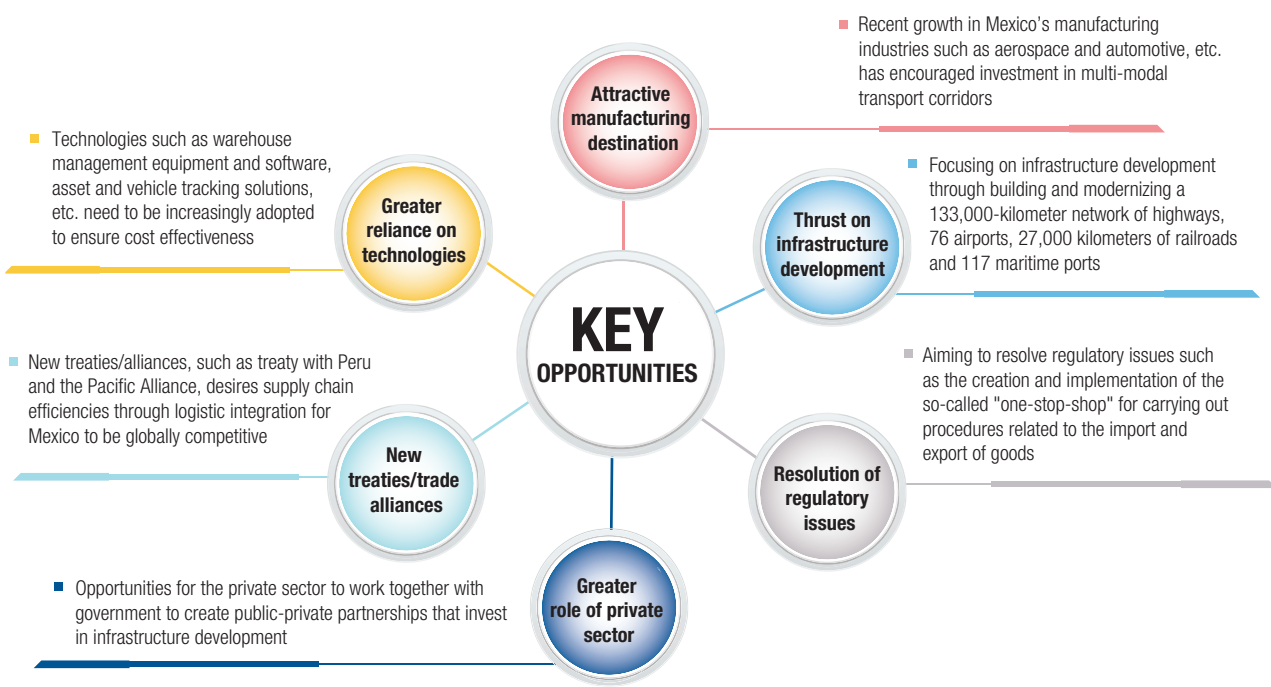 KEY
OPPORTUNITIES
Attractive
manufacturing
destination
Recent growth in Mexico’s manufacturing
industries such as aerospace and automotive, etc.
has encouraged investment in multi-modal
transport corridors
Thrust on
infrastructure
development
Focusing on infrastructure development
through building and modernizing a
133,000-kilometer network of highways,
76 airports, 27,000 kilometers of railroads
and 117 maritime ports
Resolution of
regulatory
issues
Aiming to resolve regulatory issues such
as the creation and implementation of the
so-called "one-stop-shop" for carrying out
procedures related to the import and
export of goods
Greater
role of private
sector
Opportunities for the private sector to work together with
government to create public-private partnerships that invest
in infrastructure development
New
treaties/trade
alliances
New treaties/alliances, such as treaty with Peru
and the Pacific Alliance, desires supply chain
efficiencies through logistic integration for
Mexico to be globally competitive
Greater
reliance on
technologies
Technologies such as warehouse
management equipment and software,
asset and vehicle tracking solutions,
etc. need to be increasingly adopted
to ensure cost effectiveness